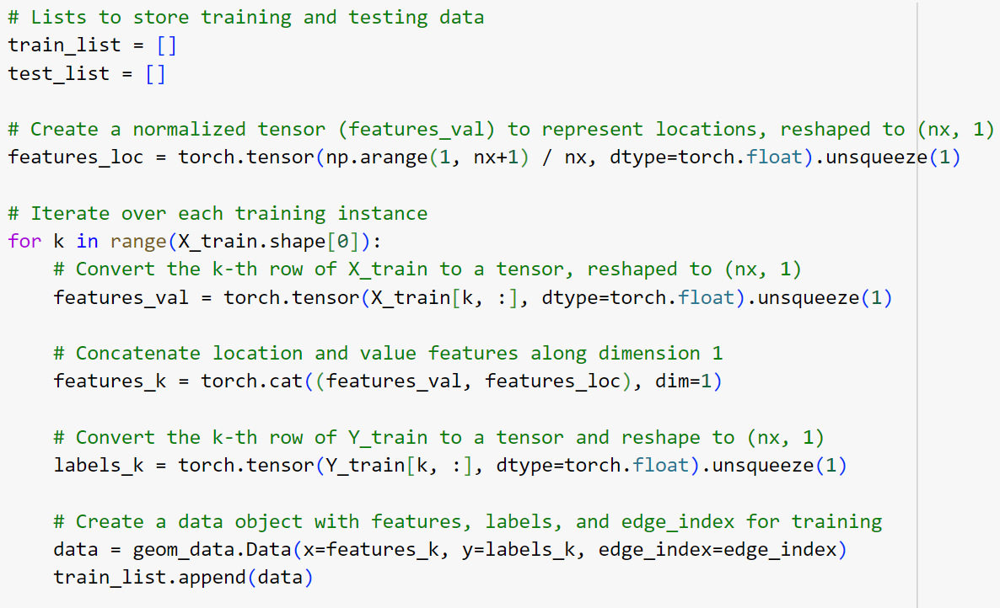 # Lists to store training and testing data
train_list = []
test_list = []
# Create a normalized tensor (features_val) to represent locations, reshaped to (nx, 1)
features_loc = torch.tensor(np.arange(1, nx+1) / nx, dtype=torch.float).unsqueeze(1)
# Iterate over each training instance
for k in range(X_train.shape[0]):
    # Convert the k-th row of X_train to a tensor, reshaped to (nx, 1)
    features_val = torch.tensor(X_train[k, :], dtype=torch.float).unsqueeze(1)
    # Concatenate location and value features along dimension 1
    features_k = torch.cat((features_val, features_loc), dim=1)
    # Convert the k-th row of Y_train to a tensor and reshape to (nx, 1)
    labels_k = torch.tensor(Y_train[k, :], dtype=torch.float).unsqueeze(1)
    # Create a data object with features, labels, and edge_index for training
    data = geom_data.Data(x=features_k, y=labels_k, edge_index=edge_index)
    train_list.append(data)